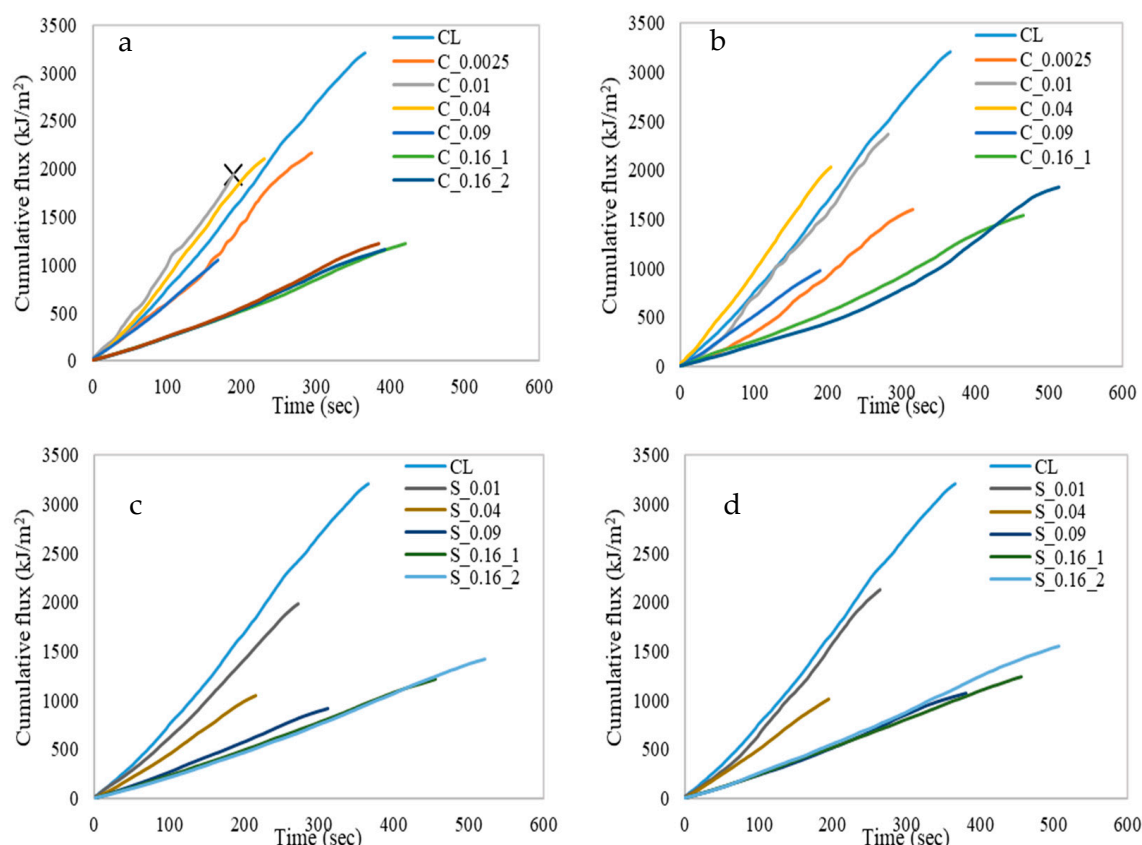 a
Cumulative flux (kJ/m²)
3500
3000
2500
2000
1500
1000
500
0
0 100 200 300 400 500 600
Time (sec)
CL
C_0.0025
C_0.01
C_0.04
C_0.09
C_0.16_1
C_0.16_2
b
Cumulative flux (kJ/m²)
3500
3000
2500
2000
1500
1000
500
0
0 100 200 300 400 500 600
Time (sec)
CL
C_0.0025
C_0.01
C_0.04
C_0.09
C_0.16_1
c
Cumulative flux (kJ/m²)
3500
3000
2500
2000
1500
1000
500
0
0 100 200 300 400 500 600
Time (sec)
CL
S_0.01
S_0.04
S_0.09
S_0.16_1
S_0.16_2
d
Cumulative flux (kJ/m²)
3500
3000
2500
2000
1500
1000
500
0
0 100 200 300 400 500 600
Time (sec)
CL
S_0.01
S_0.04
S_0.09
S_0.16_1
S_0.16_2